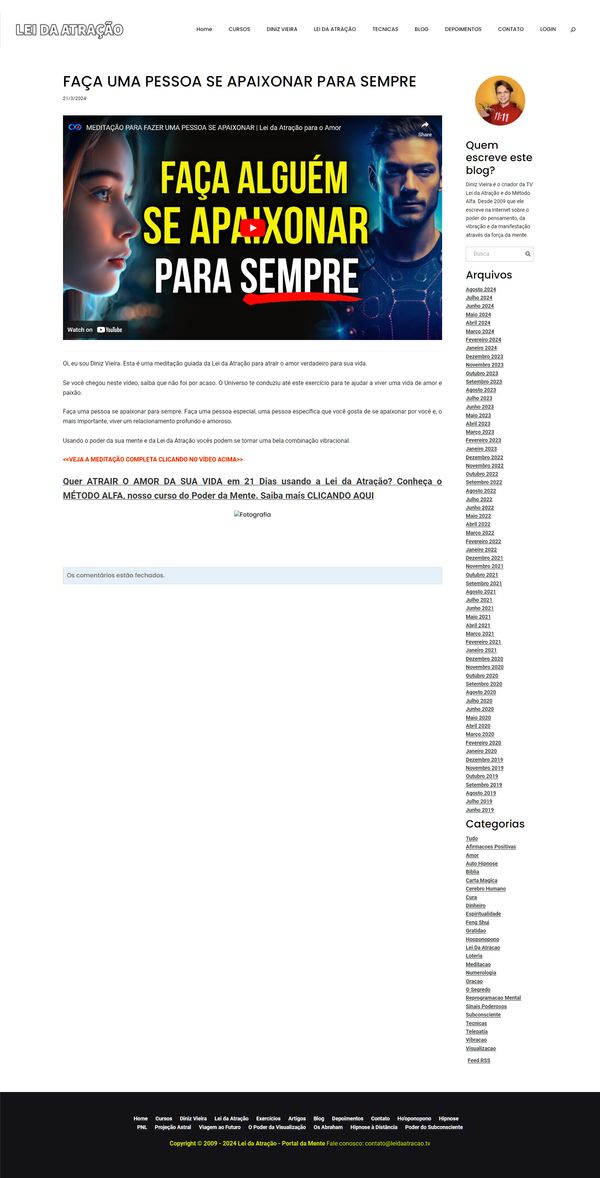 LEI DA ATRAÇÃO
Home CURSOS DINIZ VIEIRA LEI DA ATRAÇÃO TECNICAS BLOG DEPOIMENTOS CONTATO LOGIN
FAÇA UMA PESSOA SE APAIXONAR PARA SEMPRE
21/3/2024
MEDITAÇÃO PARA FAZER UMA PESSOA SE APAIXONAR | Lei da Atração para o Amor
Share
FAÇA ALGUÉM
SE APAIXONAR
PARA SEMPRE
Watch on YouTube
Oi, eu sou Diniz Vieira. Esta é uma meditação guiada da Lei da Atração para atrair o amor verdadeiro para sua vida.
Se você chegou neste vídeo, saiba que não foi por acaso. O Universo te conduziu até este exercício para te ajudar a viver uma vida de amor e
paixão.
Faça uma pessoa se apaixonar para sempre. Faça uma pessoa especial, uma pessoa específica que você gosta de se apaixonar por você e, o
mais importante, viver um relacionamento profundo e amoroso.
Usando o poder da sua mente e da Lei da Atração vocês podem se tornar uma bela combinação vibracional.
<<VEJA A MEDITAÇÃO COMPLETA CLICANDO NO VÍDEO ACIMA>>
Quer ATRAIR O AMOR DA SUA VIDA em 21 Dias usando a Lei da Atração? Conheça o
MÉTODO ALFA, nosso curso do Poder da Mente. Saiba mais CLICANDO AQUI
Fotografia
Os comentários estão fechados.
11:11
Quem
escreve este
blog?
Diniz Vieira é o criador da TV
Lei da Atração e do Método
Alfa. Desde 2009 que ele
escreve na Internet sobre o
poder do pensamento, da
vibração e da manifestação
através da força da mente.
Busca
Arquivos
Agosto 2024
Julho 2024
Junho 2024
Maio 2024
Abril 2024
Março 2024
Fevereiro 2024
Janeiro 2024
Dezembro 2023
Novembro 2023
Outubro 2023
Setembro 2023
Agosto 2023
Julho 2023
Junho 2023
Maio 2023
Abril 2023
Março 2023
Fevereiro 2023
Janeiro 2023
Dezembro 2022
Novembro 2022
Outubro 2022
Setembro 2022
Agosto 2022
Julho 2022
Junho 2022
Maio 2022
Abril 2022
Março 2022
Fevereiro 2022
Janeiro 2022
Dezembro 2021
Novembro 2021
Outubro 2021
Setembro 2021
Agosto 2021
Julho 2021
Junho 2021
Maio 2021
Abril 2021
Março 2021
Fevereiro 2021
Janeiro 2021
Dezembro 2020
Novembro 2020
Outubro 2020
Setembro 2020
Agosto 2020
Julho 2020
Junho 2020
Maio 2020
Abril 2020
Março 2020
Fevereiro 2020
Janeiro 2020
Dezembro 2019
Novembro 2019
Outubro 2019
Setembro 2019
Agosto 2019
Julho 2019
Junho 2019
Categorias
Tudo
Afirmacoes Positivas
Amor
Auto Hipnose
Bíblia
Carta Magica
Cerebro Humano
Cura
Dinheiro
Espiritualidade
Feng Shui
Gratidao
Hooponopono
Lei Da Atracao
Loteria
Meditacao
Numerologia
Oracao
O Segredo
Reprogramacao Mental
Sinais Poderosos
Subconsciente
Tecnicas
Telepatia
Vibracao
Visualizacao
Feed RSS
Home Cursos Diniz Vieira Lei da Atração Exercícios Artigos Blog Depoimentos Contato Ho'oponopono Hipnose
PNL Projeção Astral Viagem ao Futuro O Poder da Visualização Os Abraham Hipnose à Distância Poder do Subconsciente
Copyright © 2009 - 2024 Lei da Atração - Portal da Mente Fale conosco: contato@leidaatracao.tv